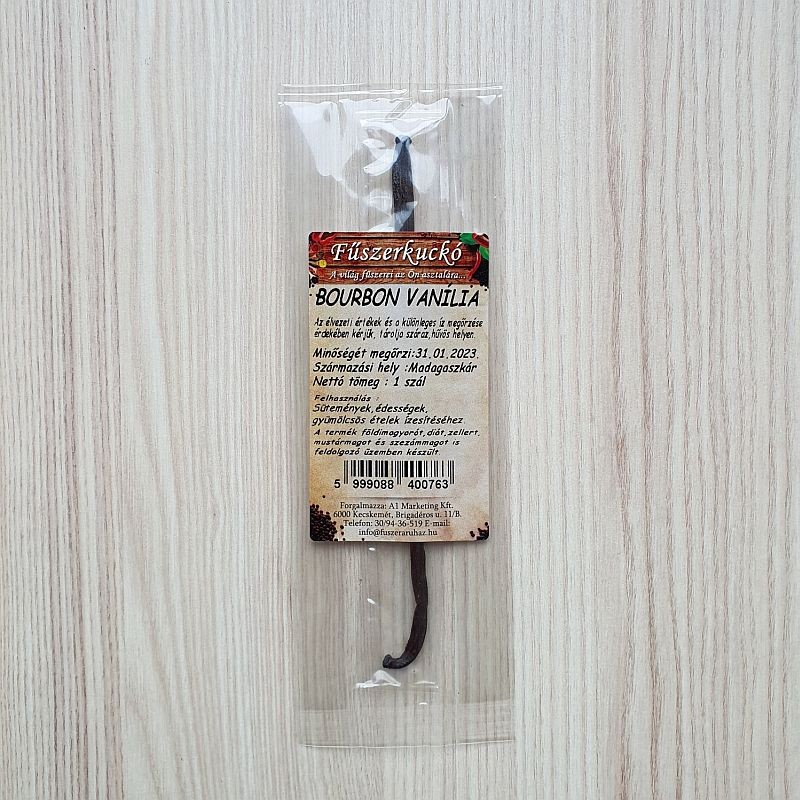 Fűszerkuckó
A világ fűszerei az Ön asztalára...
BOURBON VANÍLIA
Az élvezeti értékek és a különleges íz megőrzése
érdekében kérjük, tárolja száraz,hűvös helyen.
Minőségét megőrzi:31.01.2023.
Származási hely :Madagaszkár
Nettó tömeg : 1 szál
Felhasználás :
Sütemények,édességek,
gyümölcsös ételek ízesítéséhez
A termék földimogyorót,diót,zellert,
mustármagot és szezámmagot is
feldolgozó üzemben készült.
5 999088 400763
Forgalmazza: A1 Marketing Kft.
6000 Kecskemét, Brigadéros u. 11/B.
Telefon: 30/94-36-519 E-mail:
info@fuszeraruhaz.hu